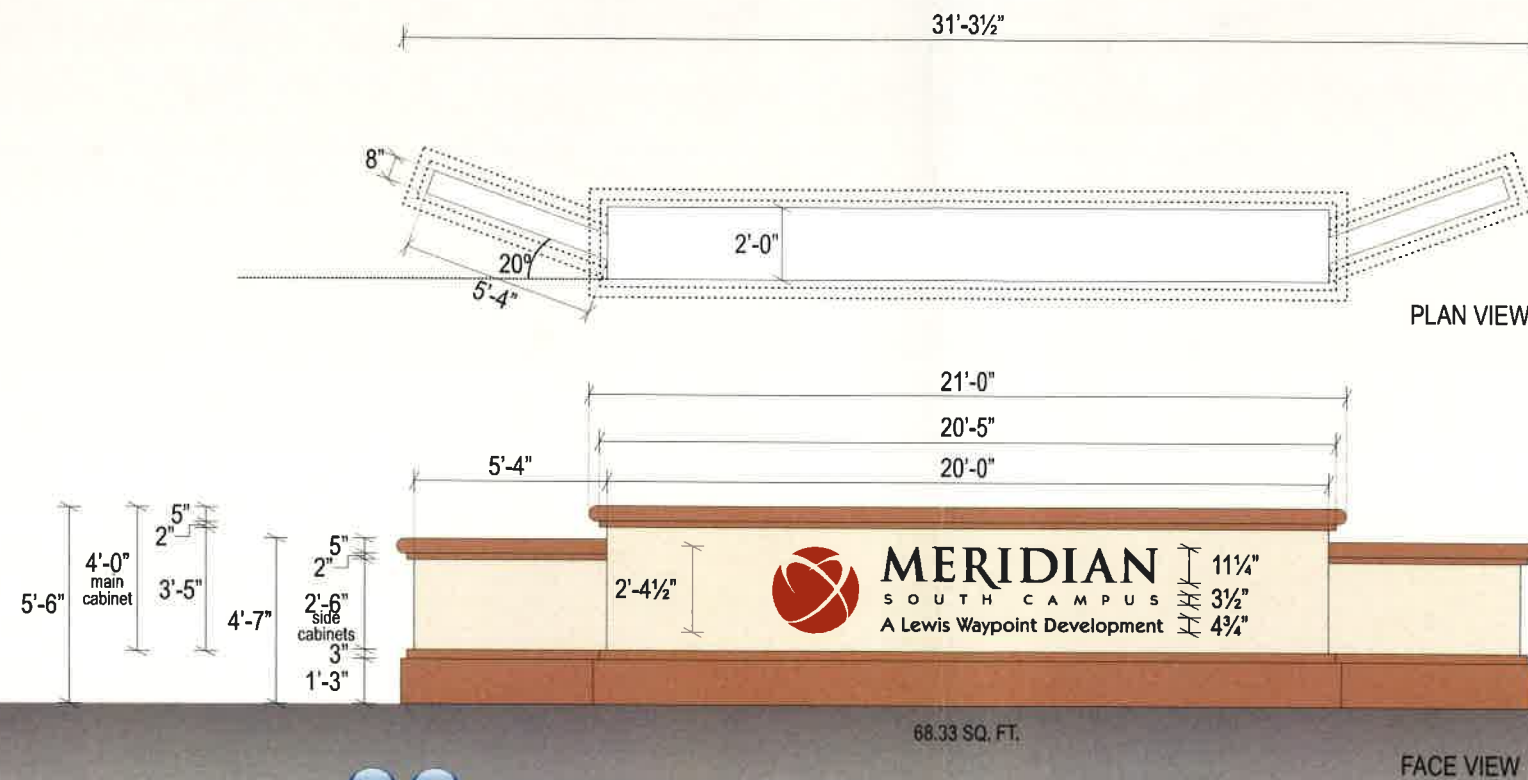 31'-3½"
8"
20º
5'-4"
2'-0"
PLAN VIEW
21'-0"
20'-5"
5'-4"
20'-0"
5"
2"
4'-0"
main
cabinet
3'-5"
5'-6"
5"
2"
2'-6"
side
cabinets
4'-7"
3"
1'-3"
2'-4½"
MERIDIAN
SOUTH CAMPUS
A Lewis Waypoint Development
11¼"
3½"
4¾"
68.33 SQ. FT.
FACE VIEW